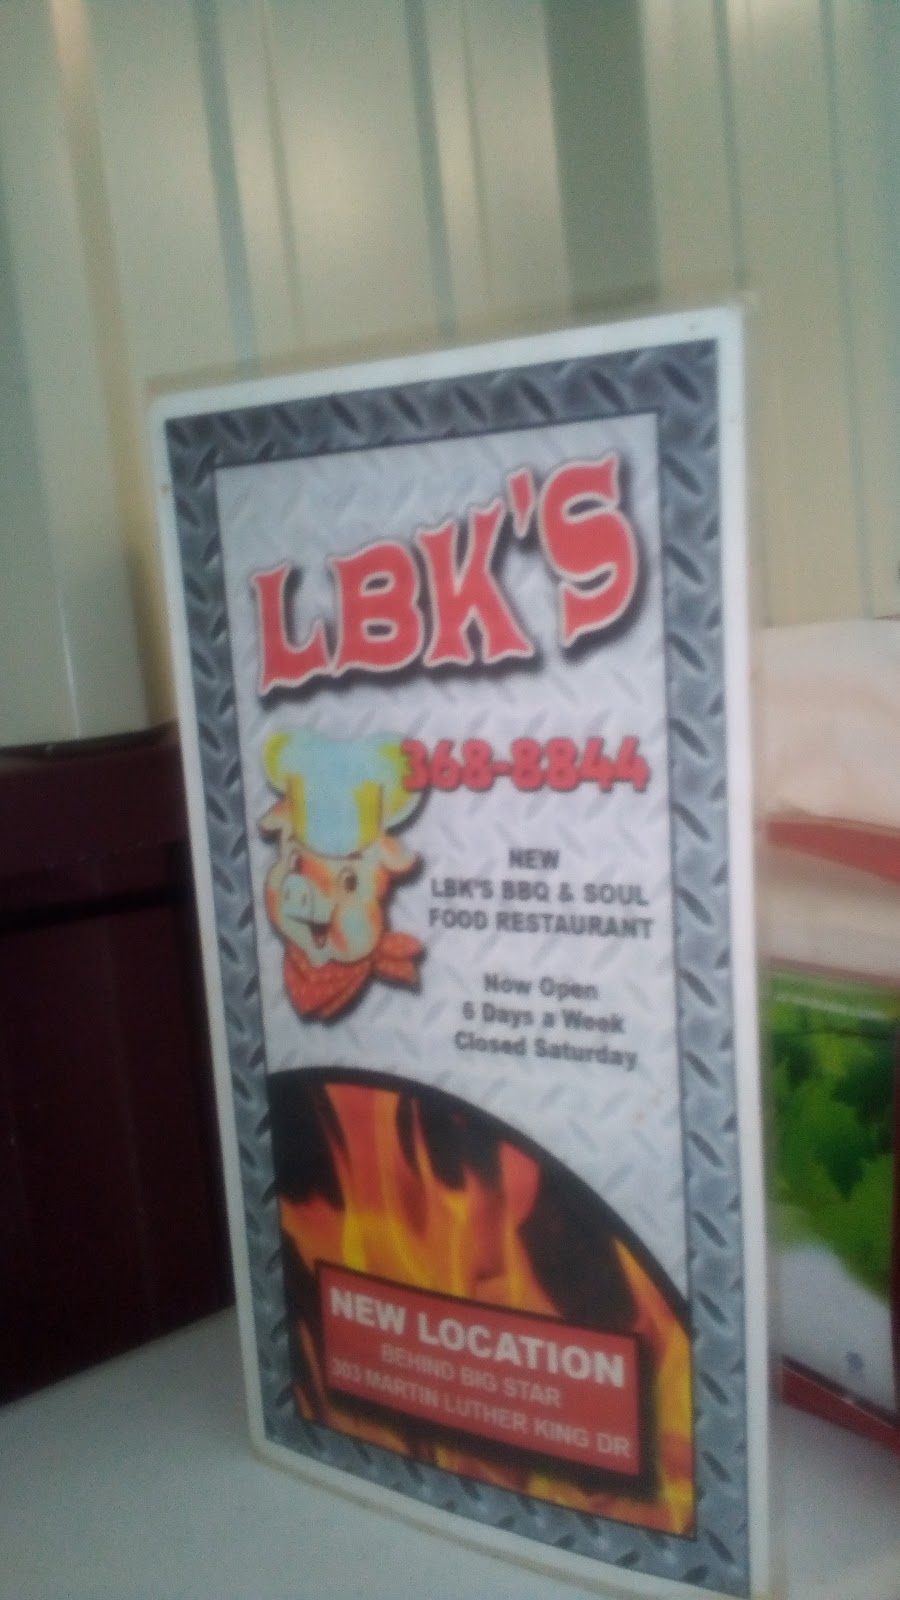 LBK'S
368-8844
NEW
LBK'S BBQ & SOUL
FOOD RESTAURANT
Now Open
6 Days a Week
Closed Saturday
NEW LOCATION
BEHIND BIG STAR
303 MARTIN LUTHER KING DR